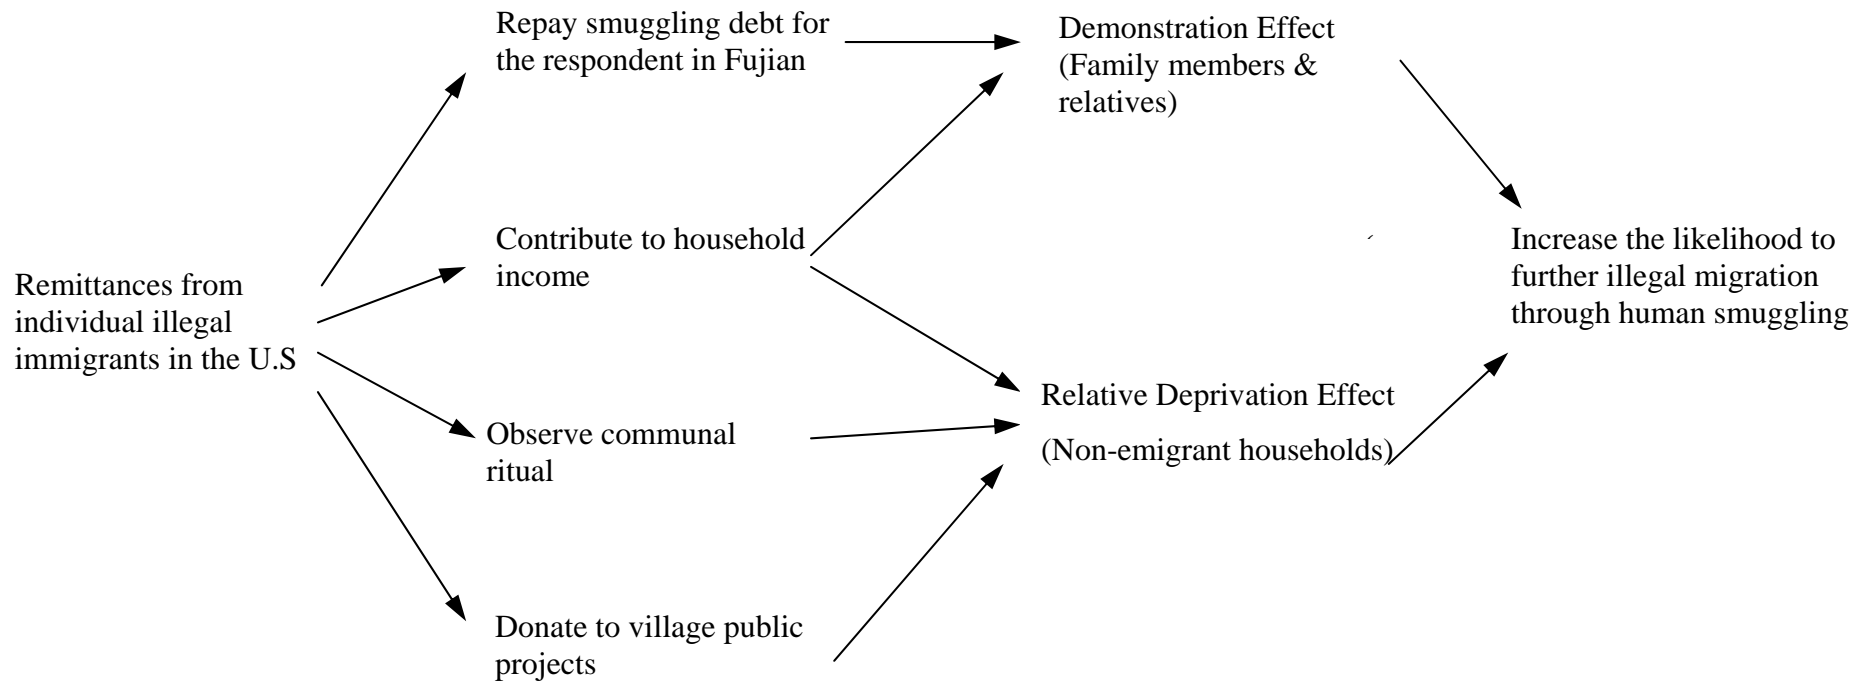 Repay smuggling debt for
the respondent in Fujian
Demonstration Effect
(Family members &
relatives)
Contribute to household
income
Increase the likelihood to
further illegal migration
through human smuggling
Remittances from
individual illegal
immigrants in the U.S
Relative Deprivation Effect
(Non-emigrant households)
Observe communal
ritual
Donate to village public
projects